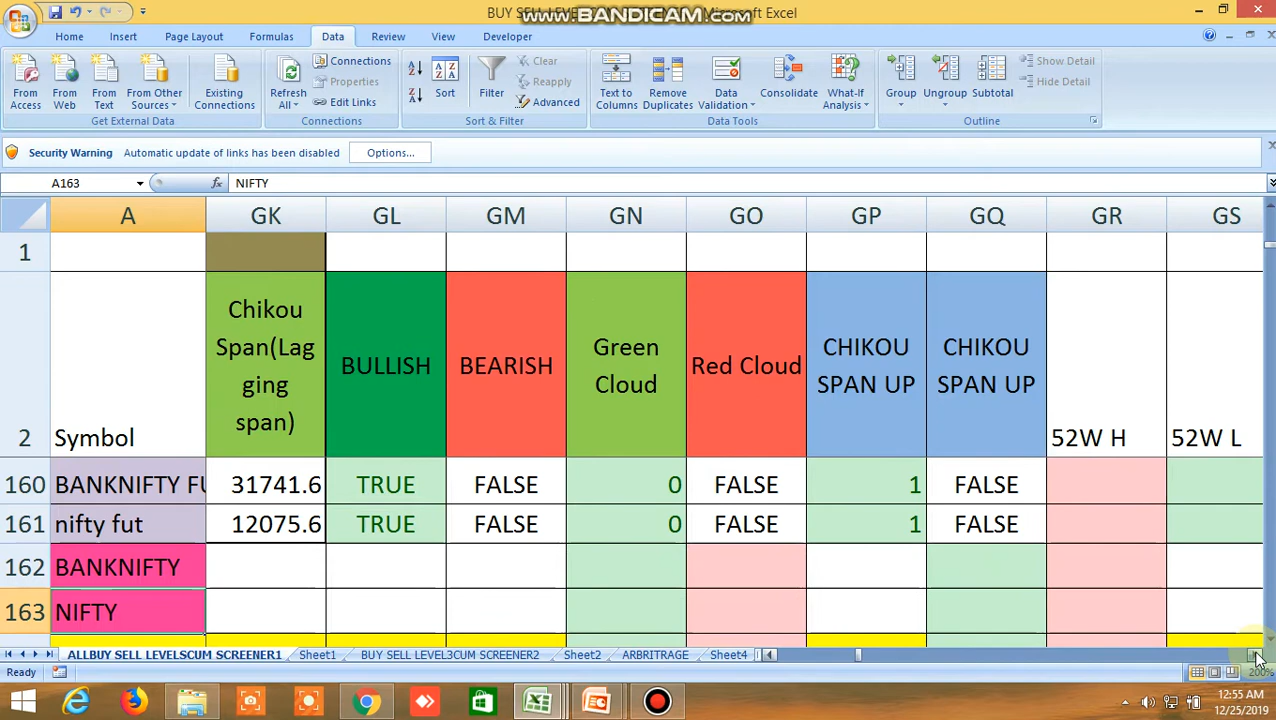 BUY SELL LEVEL Microsoft Excel
www.BANDICAM.com
Home Insert Page Layout Formulas Data Review View Developer
From Access
From Web
From Text
From Other Sources
Existing Connections
Get External Data
Refresh All
Connections
Properties
Edit Links
Connections
Sort
Filter
Clear
Reapply
Advanced
Sort & Filter
Text to Columns
Remove Duplicates
Data Validation
Consolidate
What-If Analysis
Data Tools
Group
Ungroup
Subtotal
Show Detail
Hide Detail
Outline
Security Warning Automatic update of links has been disabled Options...
A163 fx NIFTY
A GK GL GM GN GO GP GQ GR GS
1
2 Symbol
Chikou Span(Lag ging span)
BULLISH
BEARISH
Green Cloud
Red Cloud
CHIKOU SPAN UP
CHIKOU SPAN UP
52W H
52W L
160 BANKNIFTY FU 31741.6 TRUE FALSE 0 FALSE 1 FALSE
161 nifty fut 12075.6 TRUE FALSE 0 FALSE 1 FALSE
162 BANKNIFTY
163 NIFTY
ALLBUY SELL LEVELSCUM SCREENER1 Sheet1 BUY SELL LEVEL3CUM SCREENER2 Sheet2 ARBRITRAGE Sheet4
Ready 200%
12:55 AM
12/25/2019